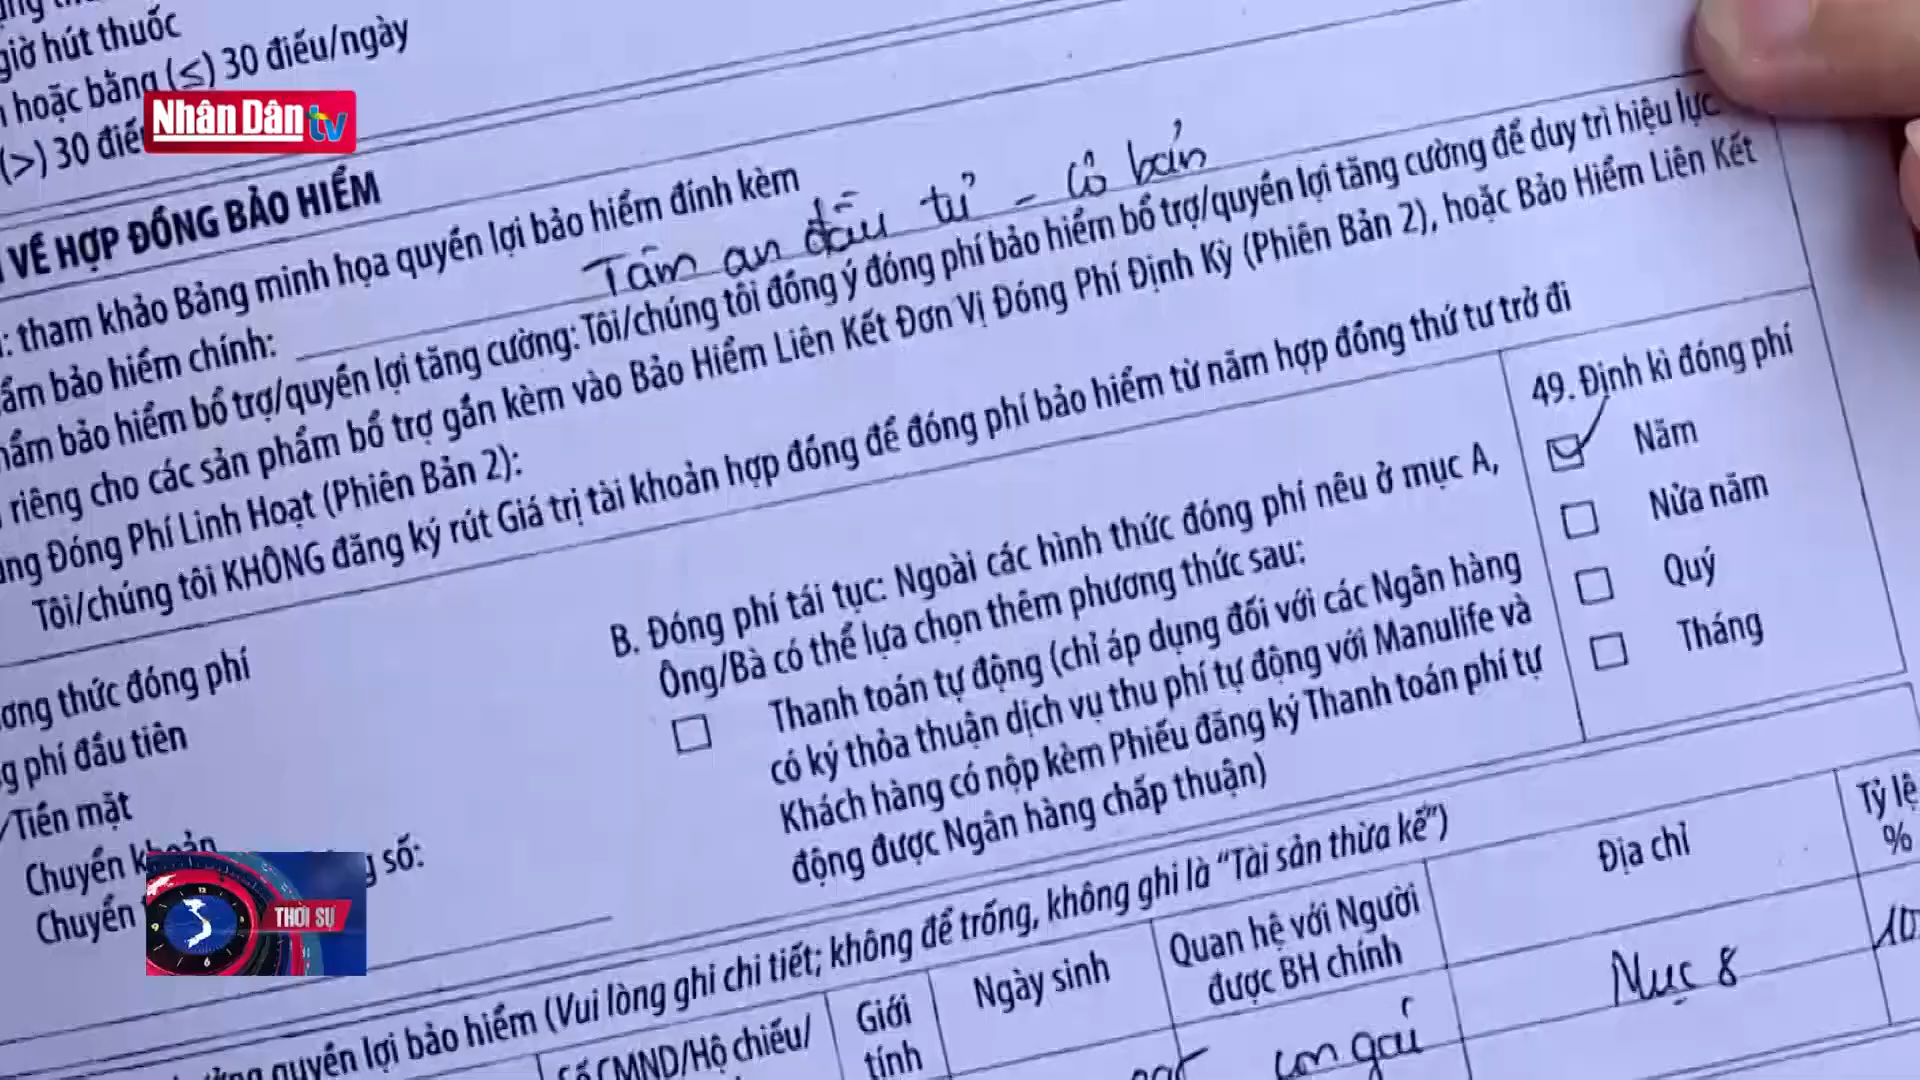 giờ hút thuốc
hoặc bằng (≤) 30 điếu/ngày
(>) 30
Nhân Dân tv
VỀ HỢP ĐỒNG BẢO HIỂM
: tham khảo Bảng minh họa quyền lợi bảo hiểm đính kèm
bảo hiểm chính: Tâm an đầu tư - Cơ bản
bảo hiểm bổ trợ/quyền lợi tăng cường: Tôi/chúng tôi đồng ý đóng phí bảo hiểm bổ trợ/quyền lợi tăng cường để duy trì hiệu lực
riêng cho các sản phẩm bổ trợ gắn kèm vào Bảo Hiểm Liên Kết Đơn Vị Đóng Phí Định Kỳ (Phiên Bản 2), hoặc Bảo Hiểm Liên Kết
Đóng Phí Linh Hoạt (Phiên Bản 2):
Tôi/chúng tôi KHÔNG đăng ký rút Giá trị tài khoản hợp đồng để đóng phí bảo hiểm từ năm hợp đồng thứ tư trở đi
49. Định kì đóng phí
Năm
Nửa năm
Quý
Tháng
thức đóng phí
phí đầu tiên
Tiền mặt
Chuyển khoản
Chuyển
số:
B. Đóng phí tái tục: Ngoài các hình thức đóng phí nêu ở mục A,
Ông/Bà có thể lựa chọn thêm phương thức sau:
Thanh toán tự động (chỉ áp dụng đối với các Ngân hàng
có ký thỏa thuận dịch vụ thu phí tự động với Manulife và
Khách hàng có nộp kèm Phiếu đăng ký Thanh toán phí tự
động được Ngân hàng chấp thuận)
THỜI SỰ
quyền lợi bảo hiểm (Vui lòng ghi chi tiết; không để trống, không ghi là "Tài sản thừa kế")
Số CMND/Hộ chiếu/
Giới tính
Ngày sinh
Quan hệ với Người
được BH chính
Địa chỉ
Tỷ lệ
%
con gái
Mục 8